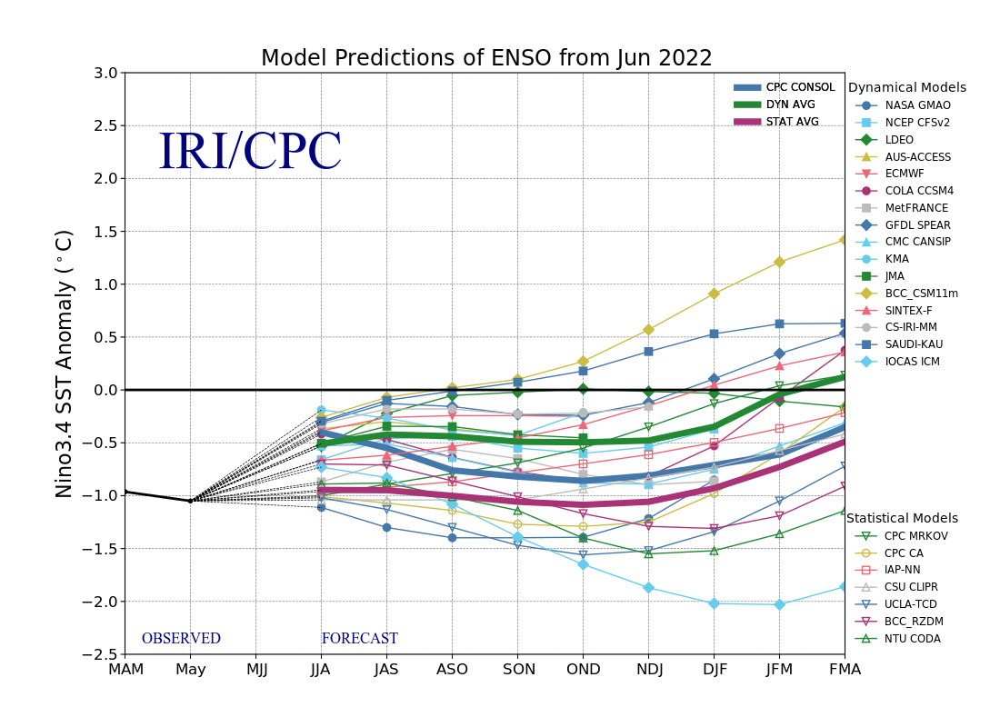 Model Predictions of ENSO from Jun 2022
IRI/CPC
Nino3.4 SST Anomaly (°C)
3.0
2.5
2.0
1.5
1.0
0.5
0.0
−0.5
−1.0
−1.5
−2.0
−2.5
CPC CONSOL
DYN AVG
STAT AVG
Dynamical Models
NASA GMAO
NCEP CFSv2
LDEO
AUS-ACCESS
ECMWF
COLA CCSM4
MetFRANCE
GFDL SPEAR
CMC CANSIP
KMA
JMA
BCC_CSM11m
SINTEX-F
CS-IRI-MM
SAUDI-KAU
IOCAS ICM
Statistical Models
CPC MRKOV
CPC CA
IAP-NN
CSU CLIPR
UCLA-TCD
BCC_RZDM
NTU CODA
OBSERVED
FORECAST
MAM May MJJ JJA JAS ASO SON OND NDJ DJF JFM FMA